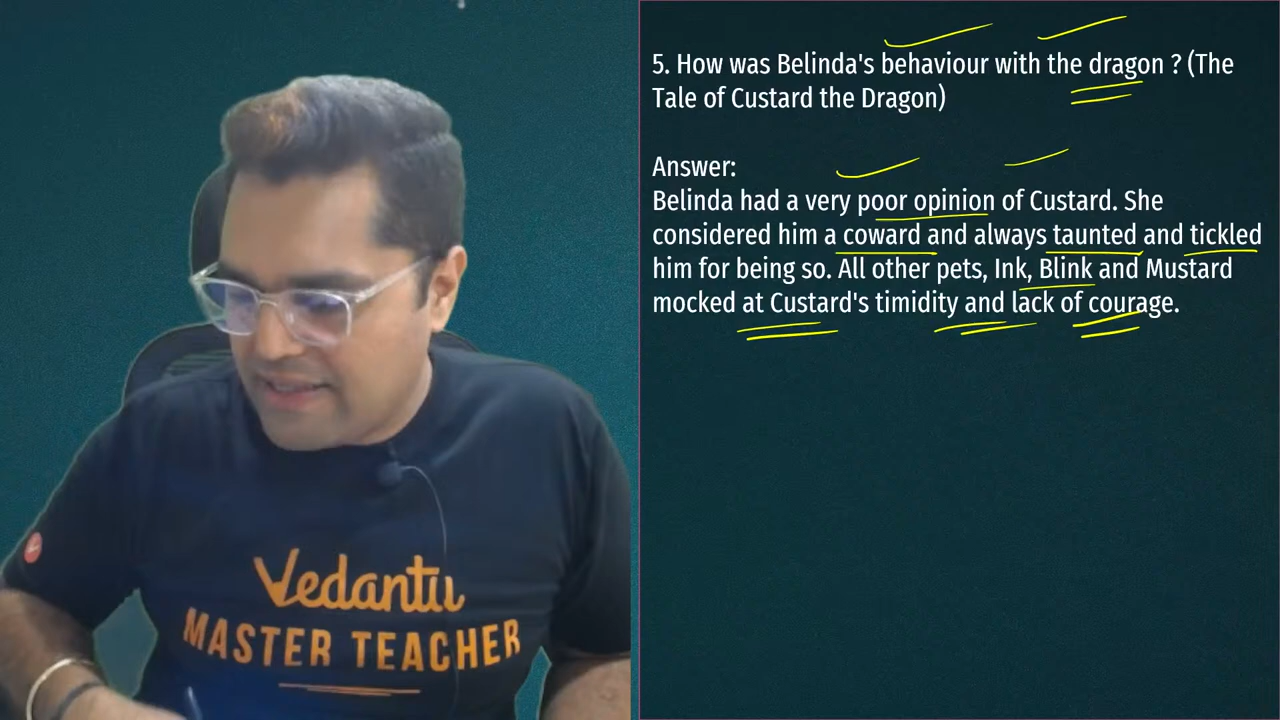 5. How was Belinda's behaviour with the dragon ? (The
Tale of Custard the Dragon)
Answer:
Belinda had a very poor opinion of Custard. She
considered him a coward and always taunted and tickled
him for being so. All other pets, Ink, Blink and Mustard
mocked at Custard's timidity and lack of courage.
Vedantu
MASTER TEACHER